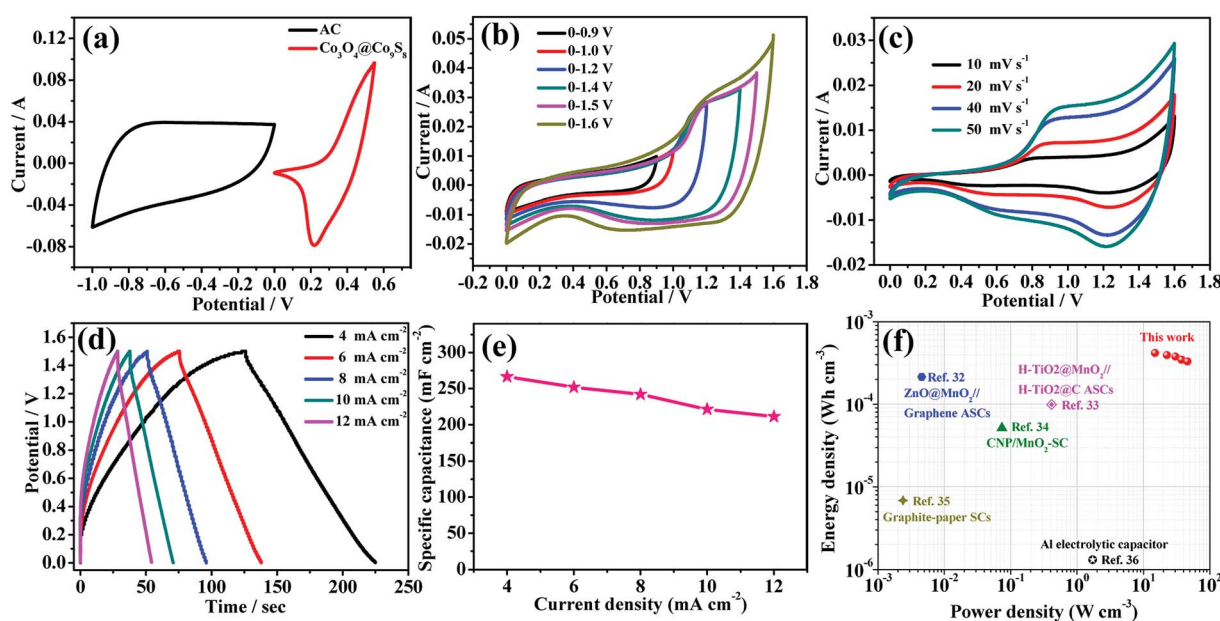 (a)
AC
Co₃O₄@Co₉S₈
0.12
0.08
0.04
0.00
-0.04
-0.08
Current / A
-1.0 -0.8 -0.6 -0.4 -0.2 0.0 0.2 0.4 0.6
Potential / V
(b)
0-0.9 V
0-1.0 V
0-1.2 V
0-1.4 V
0-1.5 V
0-1.6 V
0.05
0.04
0.03
0.02
0.01
0.00
-0.01
-0.02
Current / A
0.0 0.4 0.8 1.2 1.6
Potential / V
(c)
10 mV s⁻¹
20 mV s⁻¹
40 mV s⁻¹
50 mV s⁻¹
0.03
0.02
0.01
0.00
-0.01
-0.02
Current / A
0.0 0.2 0.4 0.6 0.8 1.0 1.2 1.4 1.6 1.8
Potential / V
(d)
4 mA cm⁻²
6 mA cm⁻²
8 mA cm⁻²
10 mA cm⁻²
12 mA cm⁻²
1.6
1.4
1.2
1.0
0.8
0.6
0.4
0.2
0.0
Potential / V
0 50 100 150 200 250
Time / sec
(e)
300
250
200
150
100
50
0
Specific capacitance (mF cm⁻²)
4 6 8 10 12
Current density (mA cm⁻²)
(f)
This work
Ref. 32
ZnO@MnO₂//
Graphene ASCs
H-TiO2@MnO₂//
H-TiO2@C ASCs
Ref. 33
Ref. 34
CNP/MnO₂-SC
Ref. 35
Graphite-paper SCs
Al electrolytic capacitor
Ref. 36
10⁻³
10⁻⁴
10⁻⁵
10⁻⁶
Energy density (Wh cm⁻³)
10⁻³ 10⁻² 10⁻¹ 10⁰ 10¹ 10²
Power density (W cm⁻³)